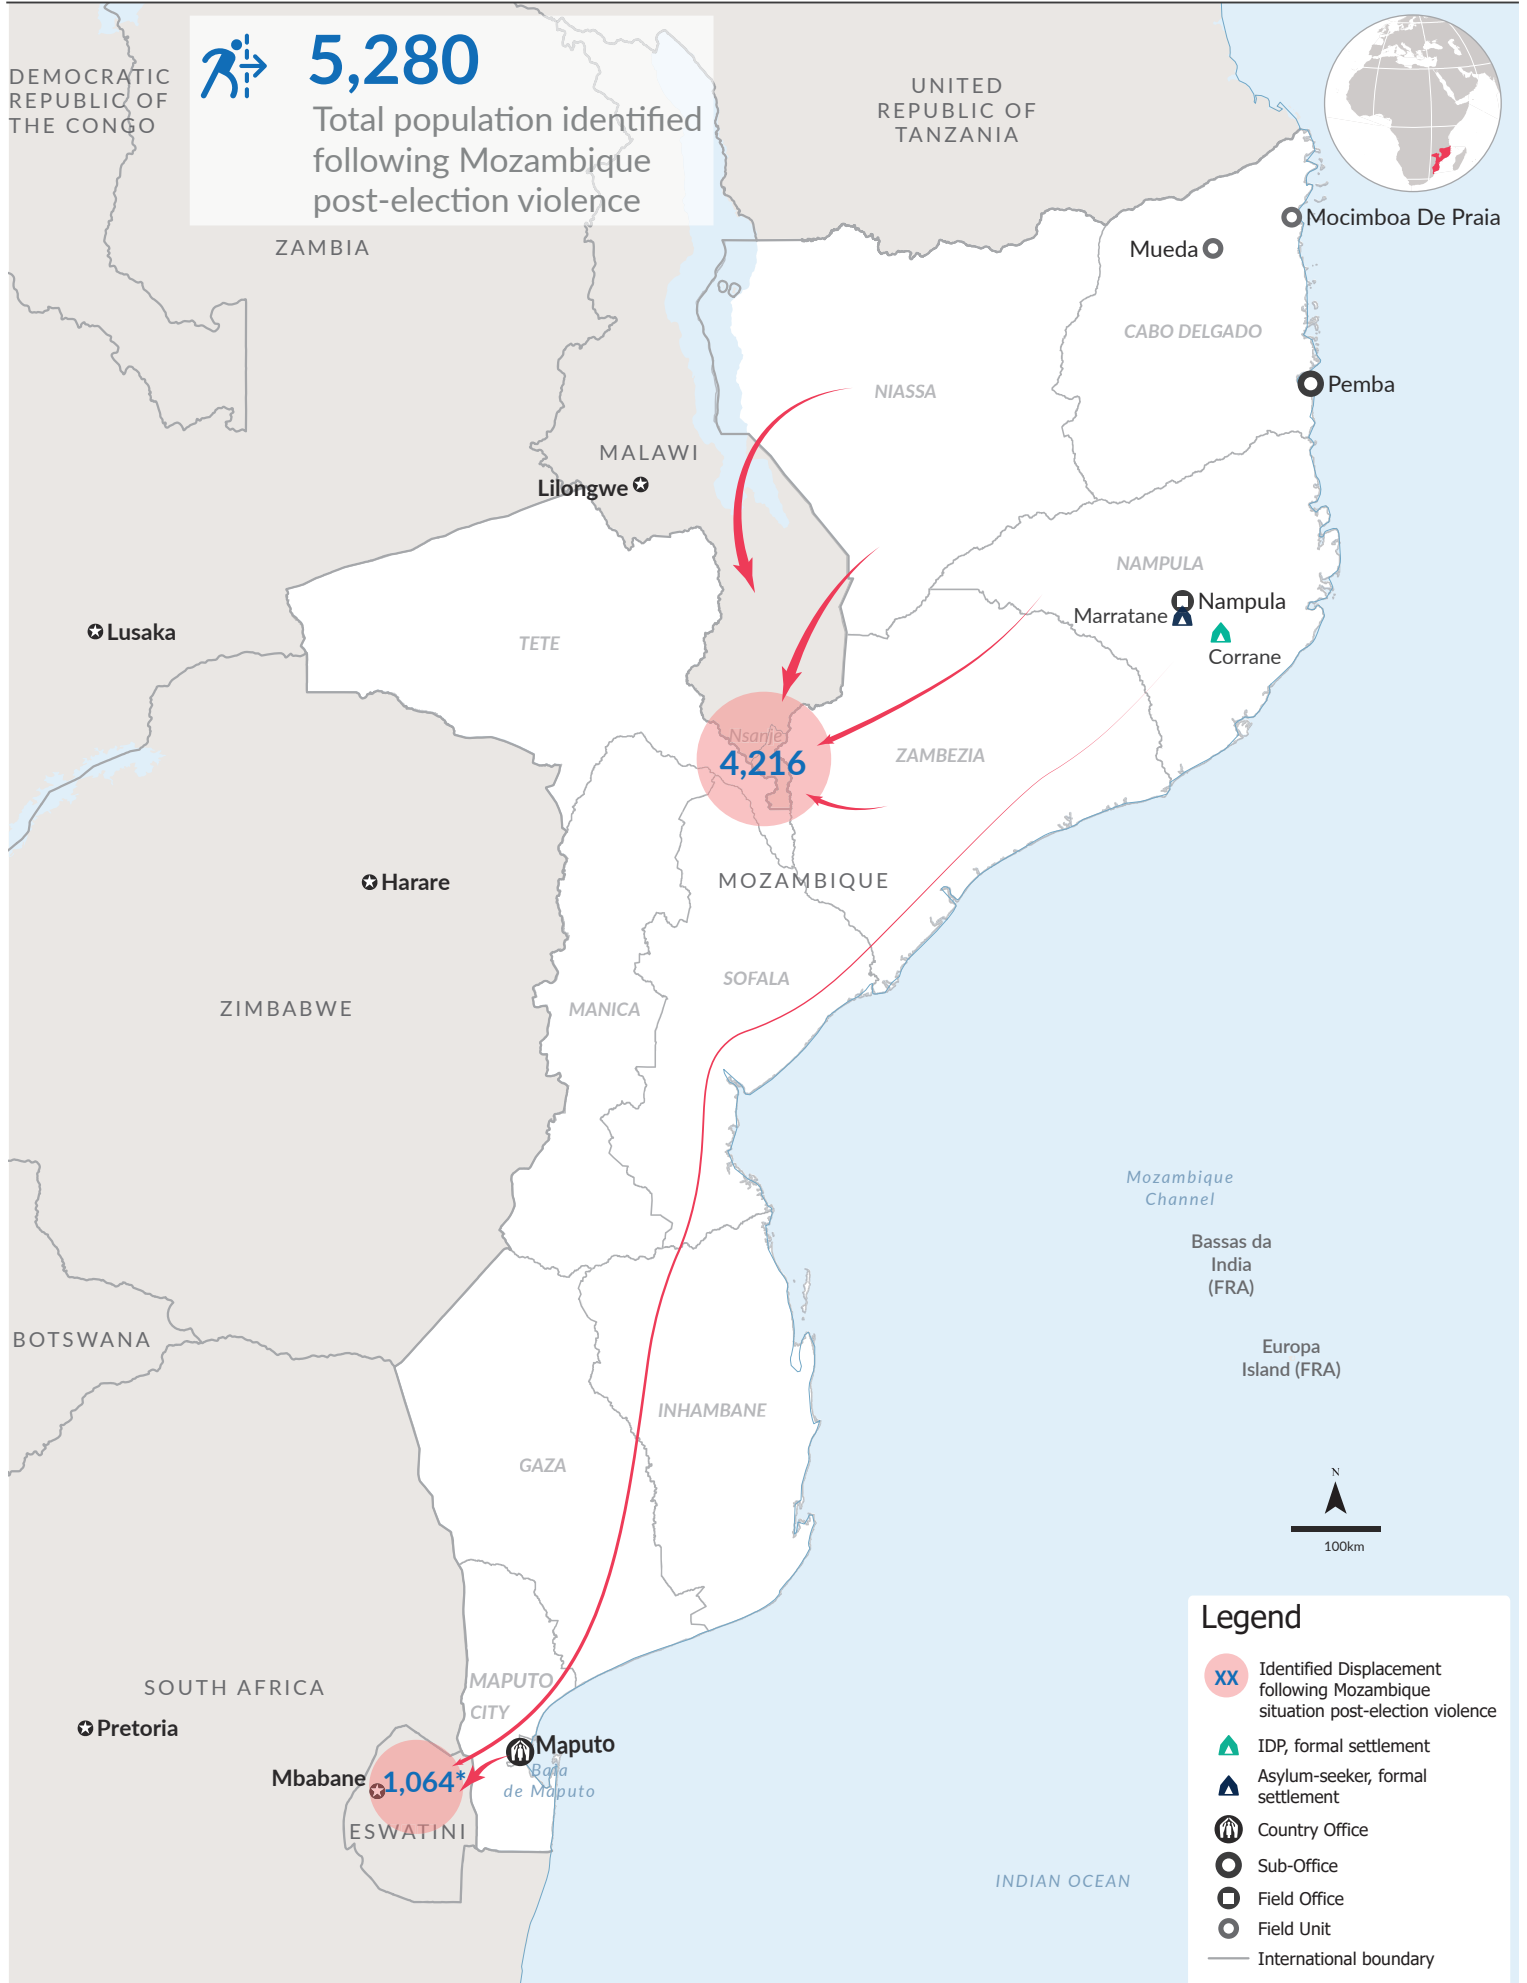 5,280
Total population identified
following Mozambique
post-election violence
DEMOCRATIC
REPUBLIC OF
THE CONGO
UNITED
REPUBLIC OF
TANZANIA
ZAMBIA
Mocimboa De Praia
Mueda
CABO DELGADO
Pemba
NIASSA
MALAWI
Lilongwe
NAMPULA
Nampula
Marratane
Corrane
Lusaka
TETE
Nsanje
4,216
ZAMBEZIA
Harare
MOZAMBIQUE
SOFALA
MANICA
ZIMBABWE
Mozambique
Channel
Bassas da
India
(FRA)
Europa
Island (FRA)
BOTSWANA
INHAMBANE
GAZA
N
100km
SOUTH AFRICA
Pretoria
MAPUTO
CITY
Maputo
Baía
de Maputo
Mbabane
1,064*
ESWATINI
INDIAN OCEAN
Legend
XX
Identified Displacement
following Mozambique
situation post-election violence
IDP, formal settlement
Asylum-seeker, formal
settlement
Country Office
Sub-Office
Field Office
Field Unit
International boundary